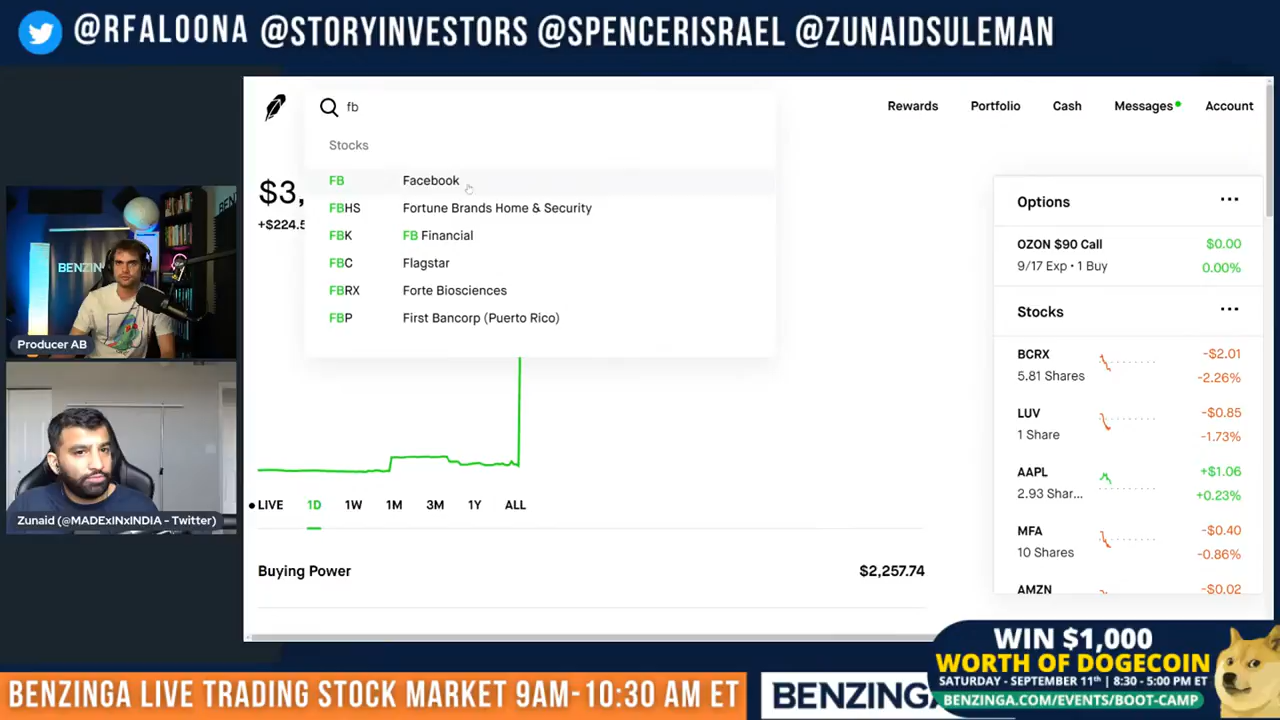 @RFALOONA @STORYINVESTORS @SPENCERISRAEL @ZUNAIDSULEMAN
fb
Rewards
Portfolio
Cash
Messages
Account
Stocks
FB Facebook
FBHS Fortune Brands Home & Security
FBK FB Financial
FBC Flagstar
FBRX Forte Biosciences
FBP First Bancorp (Puerto Rico)
$3,
+$224.5
BENZIN
Producer AB
Zunaid (@MADExINxINDIA - Twitter)
LIVE 1D 1W 1M 3M 1Y ALL
Buying Power $2,257.74
Options
OZON $90 Call $0.00
9/17 Exp • 1 Buy 0.00%
Stocks
BCRX -$2.01
5.81 Shares -2.26%
LUV -$0.85
1 Share -1.73%
AAPL +$1.06
2.93 Shar... +0.23%
MFA -$0.40
10 Shares -0.86%
AMZN -$0.02
WIN $1,000
WORTH OF DOGECOIN
SATURDAY - SEPTEMBER 11th | 8:30 - 5:00 PM ET
BENZINGA.COM/EVENTS/BOOT-CAMP
BENZINGA LIVE TRADING STOCK MARKET 9AM-10:30 AM ET
BENZINGA